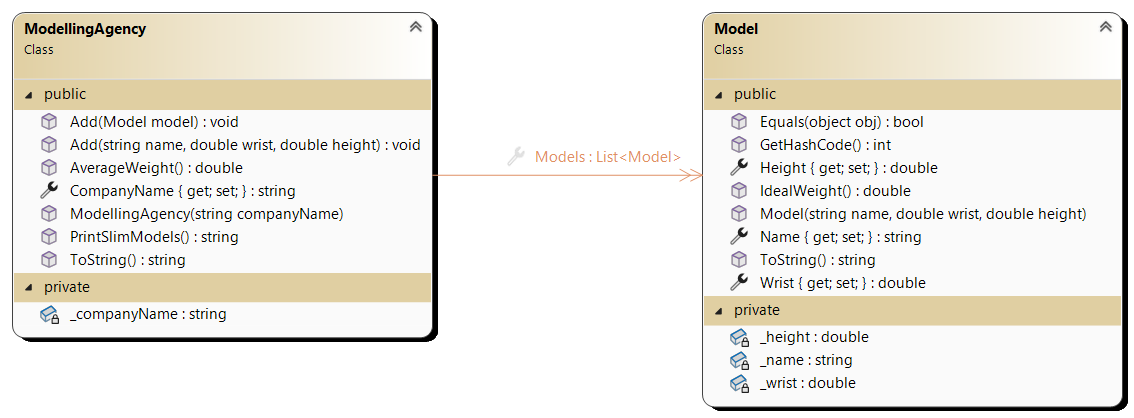 ModellingAgency
Class
public
Add(Model model) : void
Add(string name, double wrist, double height) : void
AverageWeight() : double
CompanyName { get; set; } : string
ModellingAgency(string companyName)
PrintSlimModels() : string
ToString() : string
private
_companyName : string
Models : List<Model>
Model
Class
public
Equals(object obj) : bool
GetHashCode() : int
Height { get; set; } : double
IdealWeight() : double
Model(string name, double wrist, double height)
Name { get; set; } : string
ToString() : string
Wrist { get; set; } : double
private
_height : double
_name : string
_wrist : double